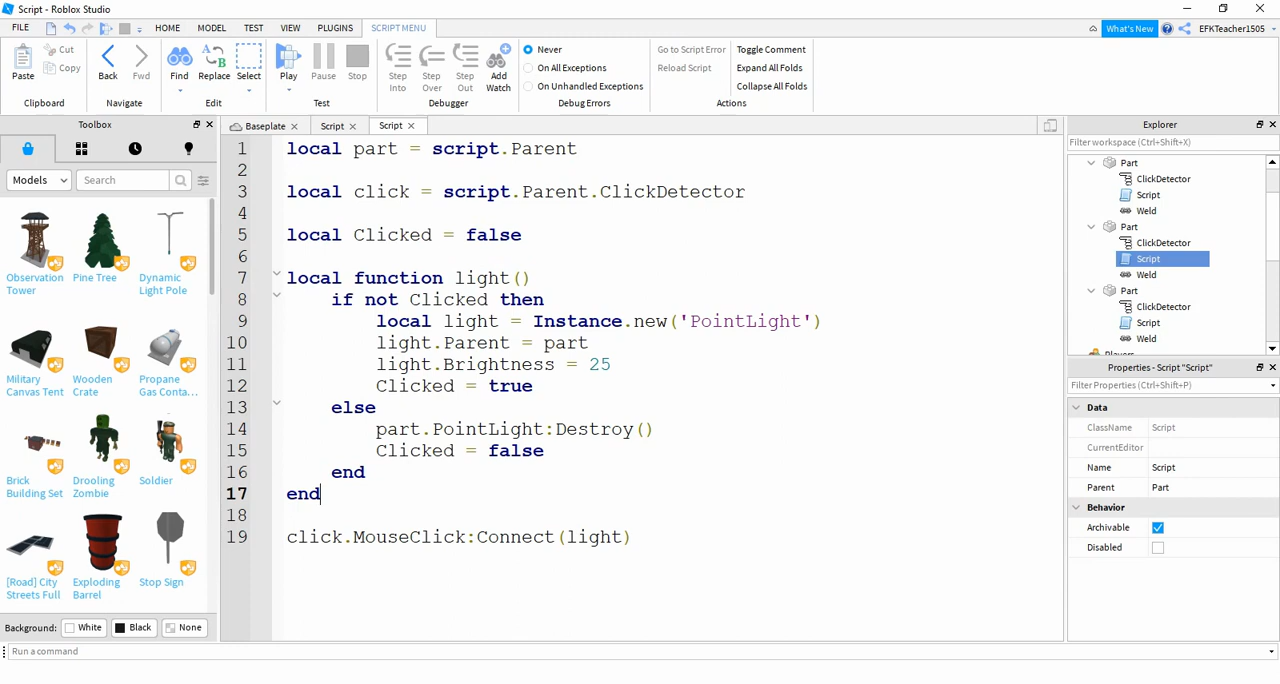 Script - Roblox Studio
FILE HOME MODEL TEST VIEW PLUGINS SCRIPT MENU What's New EFKTeacher1505
Paste Cut Copy
Clipboard
Back Fwd
Navigate
Find Replace Select
Edit
Play Pause Stop
Test
Step Into Step Over Step Out Add Watch
Debugger
Never
On All Exceptions
On Unhandled Exceptions
Debug Errors
Go to Script Error
Reload Script
Toggle Comment
Expand All Folds
Collapse All Folds
Actions
Toolbox
Models Search
Observation Tower
Pine Tree
Dynamic Light Pole
Military Canvas Tent
Wooden Crate
Propane Gas Conta...
Brick Building Set
Drooling Zombie
Soldier
[Road] City Streets Full
Exploding Barrel
Stop Sign
Background: White Black None
Baseplate Script Script
1 local part = script.Parent
2
3 local click = script.Parent.ClickDetector
4
5 local Clicked = false
6
7 local function light()
8 if not Clicked then
9 local light = Instance.new('PointLight')
10 light.Parent = part
11 light.Brightness = 25
12 Clicked = true
13 else
14 part.PointLight:Destroy()
15 Clicked = false
16 end
17 end
18
19 click.MouseClick:Connect(light)
Explorer
Filter workspace (Ctrl+Shift+X)
Part
ClickDetector
Script
Weld
Part
ClickDetector
Script
Weld
Part
ClickDetector
Script
Weld
Players
Properties - Script "Script"
Filter Properties (Ctrl+Shift+P)
Data
ClassName Script
CurrentEditor
Name Script
Parent Part
Behavior
Archivable
Disabled
Run a command